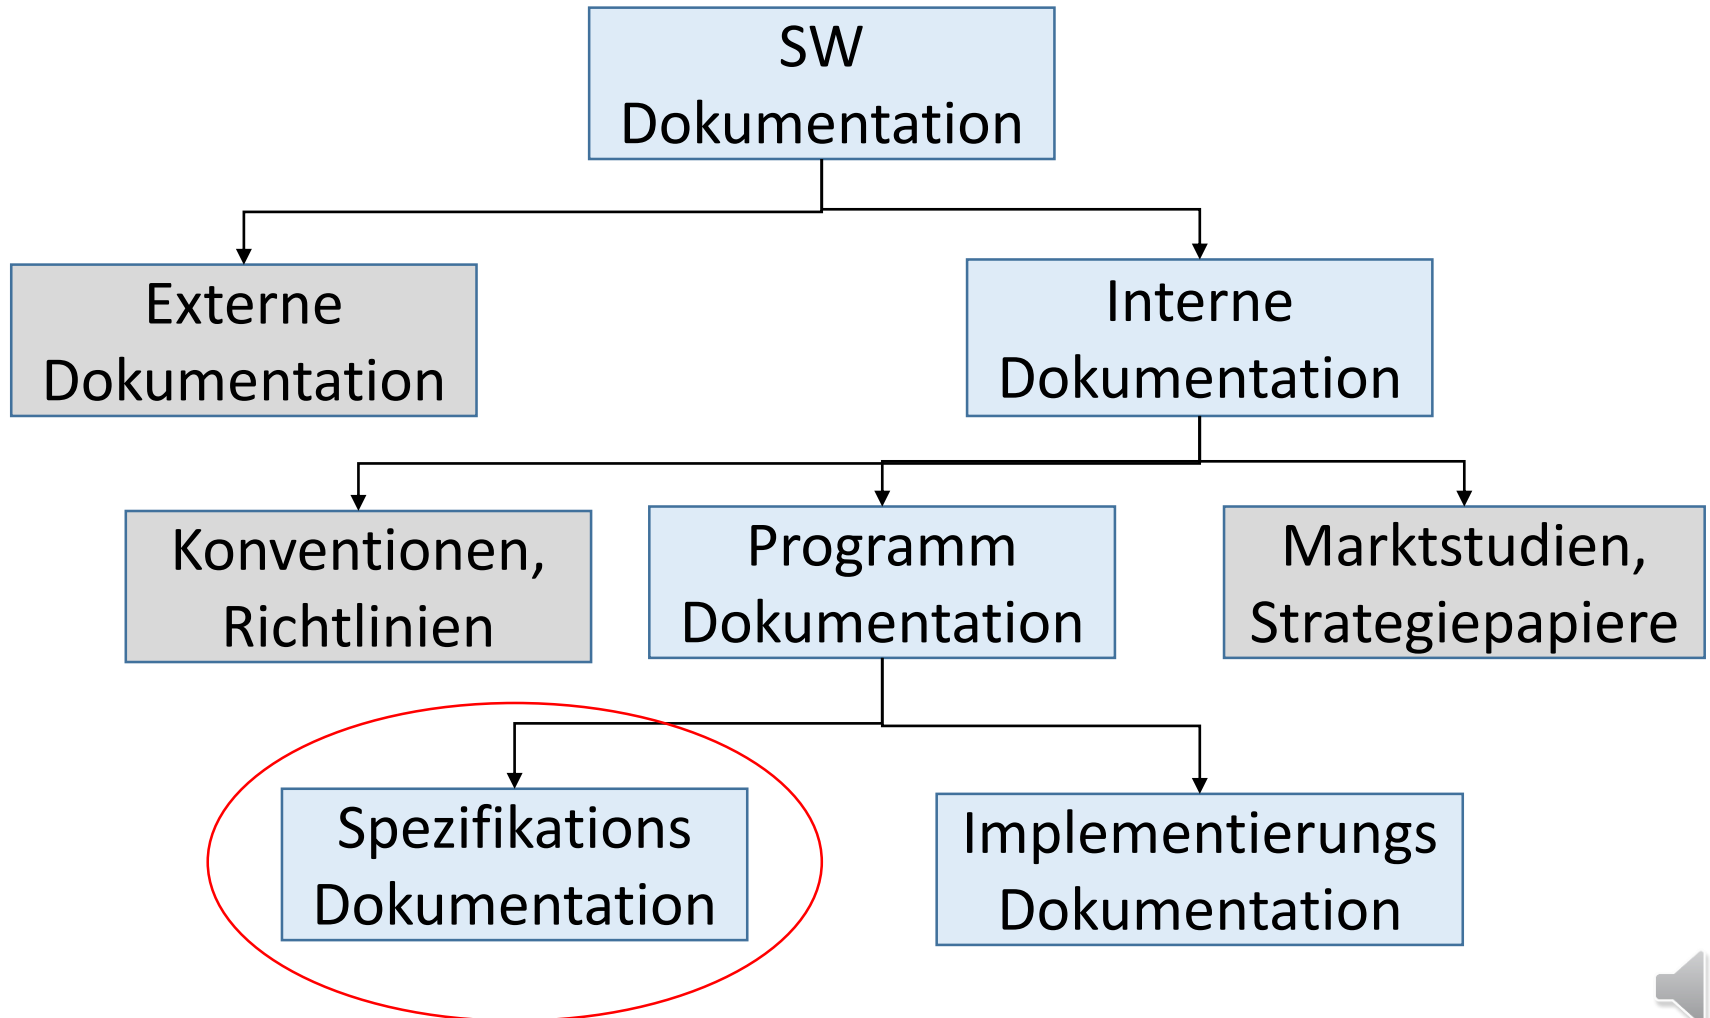 SW
Dokumentation
Externe
Dokumentation
Interne
Dokumentation
Konventionen,
Richtlinien
Programm
Dokumentation
Marktstudien,
Strategiepapiere
Spezifikations
Dokumentation
Implementierungs
Dokumentation